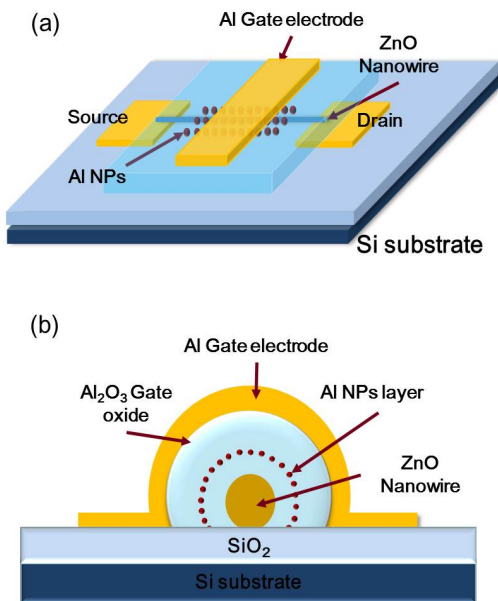 (a)
Al Gate electrode
ZnO
Nanowire
Source
Drain
Al NPs
Si substrate
(b)
Al Gate electrode
Al₂O₃ Gate
oxide
Al NPs layer
ZnO
Nanowire
SiO₂
Si substrate